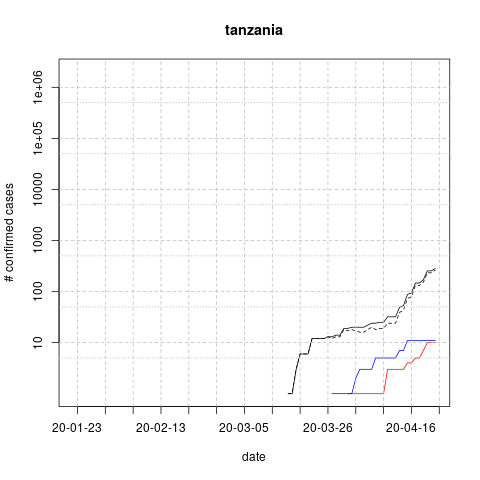 tanzania
# confirmed cases
1e+06
1e+05
10000
1000
100
10
20-01-23
20-02-13
20-03-05
20-03-26
20-04-16
date